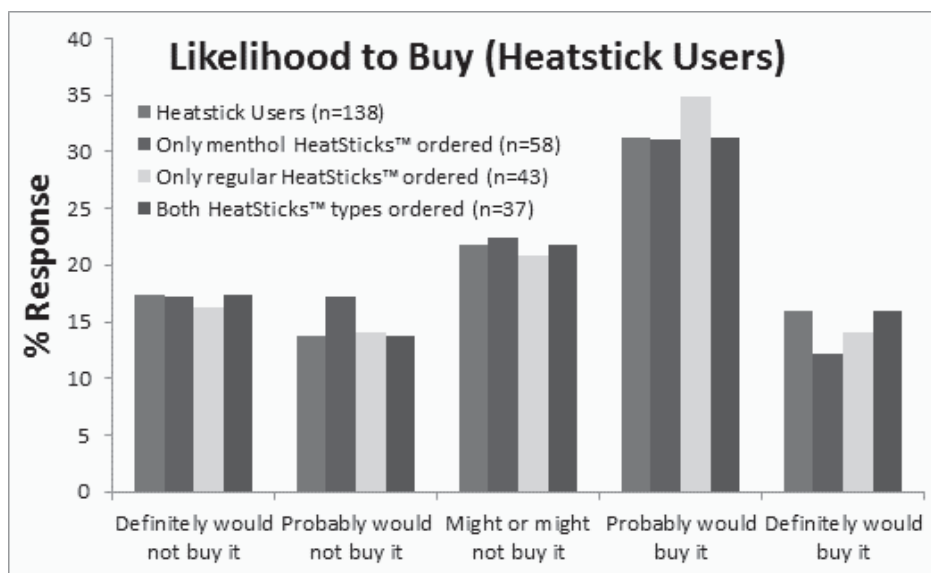 Likelihood to Buy (Heatstick Users)
Heatstick Users (n=138)
Only menthol HeatSticks™ ordered (n=58)
Only regular HeatSticks™ ordered (n=43)
Both HeatSticks™ types ordered (n=37)
% Response
40
35
30
25
20
15
10
5
0
Definitely would
not buy it
Probably would
not buy it
Might or might
not buy it
Probably would
buy it
Definitely would
buy it